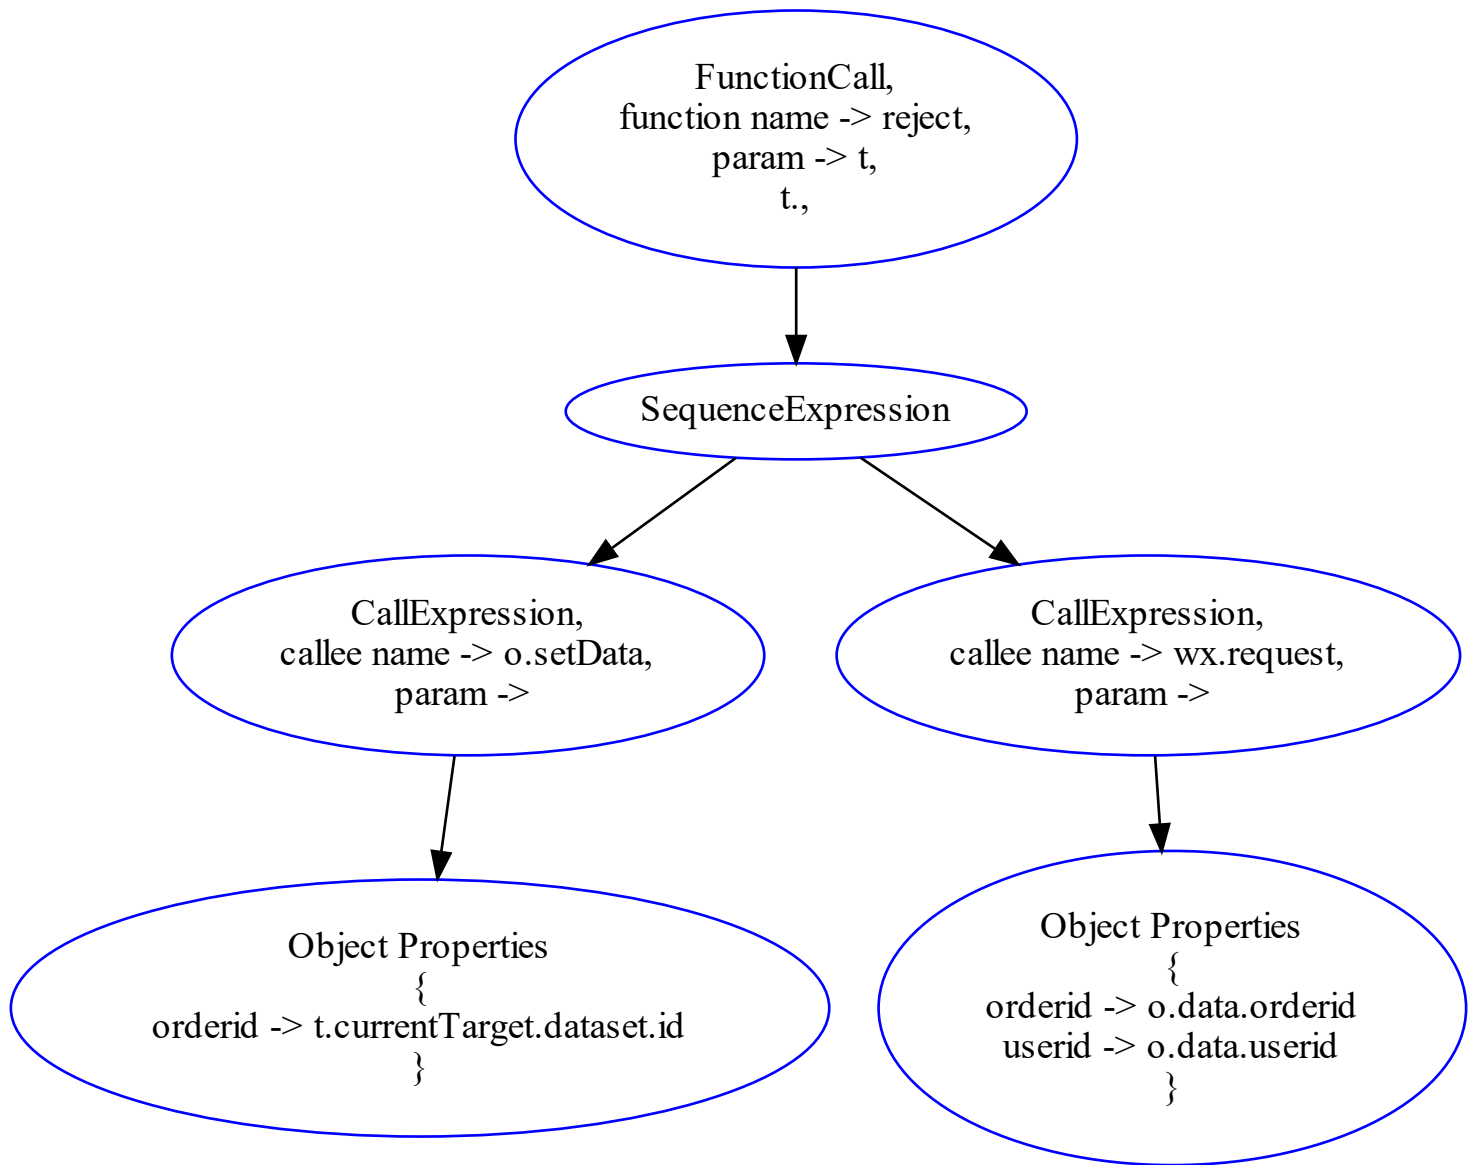 FunctionCall,
function name -> reject,
param -> t,
t.,
SequenceExpression
CallExpression,
callee name -> o.setData,
param ->
CallExpression,
callee name -> wx.request,
param ->
Object Properties
{
orderid -> t.currentTarget.dataset.id
}
Object Properties
{
orderid -> o.data.orderid
userid -> o.data.userid
}